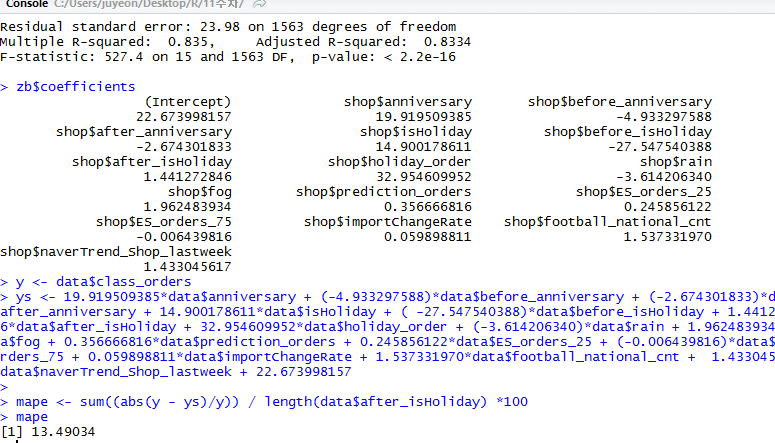 Console C:/Users/juyeon/Desktop/R/11주차/
Residual standard error: 23.98 on 1563 degrees of freedom
Multiple R-squared:  0.835,     Adjusted R-squared:  0.8334
F-statistic: 527.4 on 15 and 1563 DF,  p-value: < 2.2e-16
> zb$coefficients
(Intercept) shop$anniversary shop$before_anniversary
22.673998157 19.919509385 -4.933297588
shop$after_anniversary shop$isHoliday shop$before_isHoliday
-2.674301833 14.900178611 -27.547540388
shop$after_isHoliday shop$holiday_order shop$rain
1.441272846 32.954609952 -3.614206340
shop$fog shop$prediction_orders shop$ES_orders_25
1.962483934 0.356666816 0.245856122
shop$ES_orders_75 shop$importChangeRate shop$football_national_cnt
-0.006439816 0.059898811 1.537331970
shop$naverTrend_Shop_lastweek
1.433045617
> y <- data$class_orders
> ys <- 19.919509385*data$anniversary + (-4.933297588)*data$before_anniversary + (-2.674301833)*d
after_anniversary + 14.900178611*data$isHoliday + ( -27.547540388)*data$before_isHoliday + 1.4412
6*data$after_isHoliday + 32.954609952*data$holiday_order + (-3.614206340)*data$rain + 1.962483934
a$fog + 0.356666816*data$prediction_orders + 0.245856122*data$ES_orders_25 + (-0.006439816)*data$
rders_75 + 0.059898811*data$importChangeRate + 1.537331970*data$football_national_cnt +  1.433045
data$naverTrend_Shop_lastweek + 22.673998157
>
> mape <- sum((abs(y - ys)/y)) / length(data$after_isHoliday) *100
> mape
[1] 13.49034